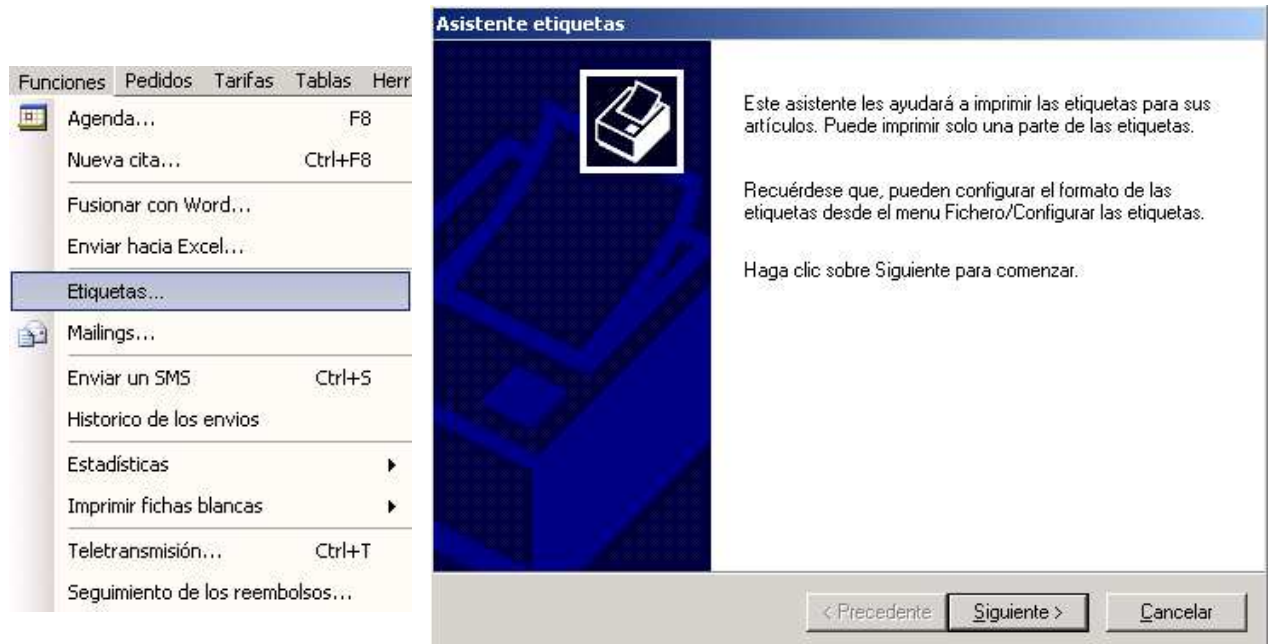 Funciones Pedidos Tarifas Tablas Herr
Agenda... F8
Nueva cita... Ctrl+F8
Fusionar con Word...
Enviar hacia Excel...
Etiquetas...
Mailings...
Enviar un SMS Ctrl+S
Historico de los envios
Estadísticas
Imprimir fichas blancas
Teletransmisión... Ctrl+T
Seguimiento de los reembolsos...
Asistente etiquetas
Este asistente les ayudará a imprimir las etiquetas para sus
artículos. Puede imprimir solo una parte de las etiquetas.
Recuérdese que, pueden configurar el formato de las
etiquetas desde el menu Fichero/Configurar las etiquetas.
Haga clic sobre Siguiente para comenzar.
< Precedente Siguiente > Cancelar